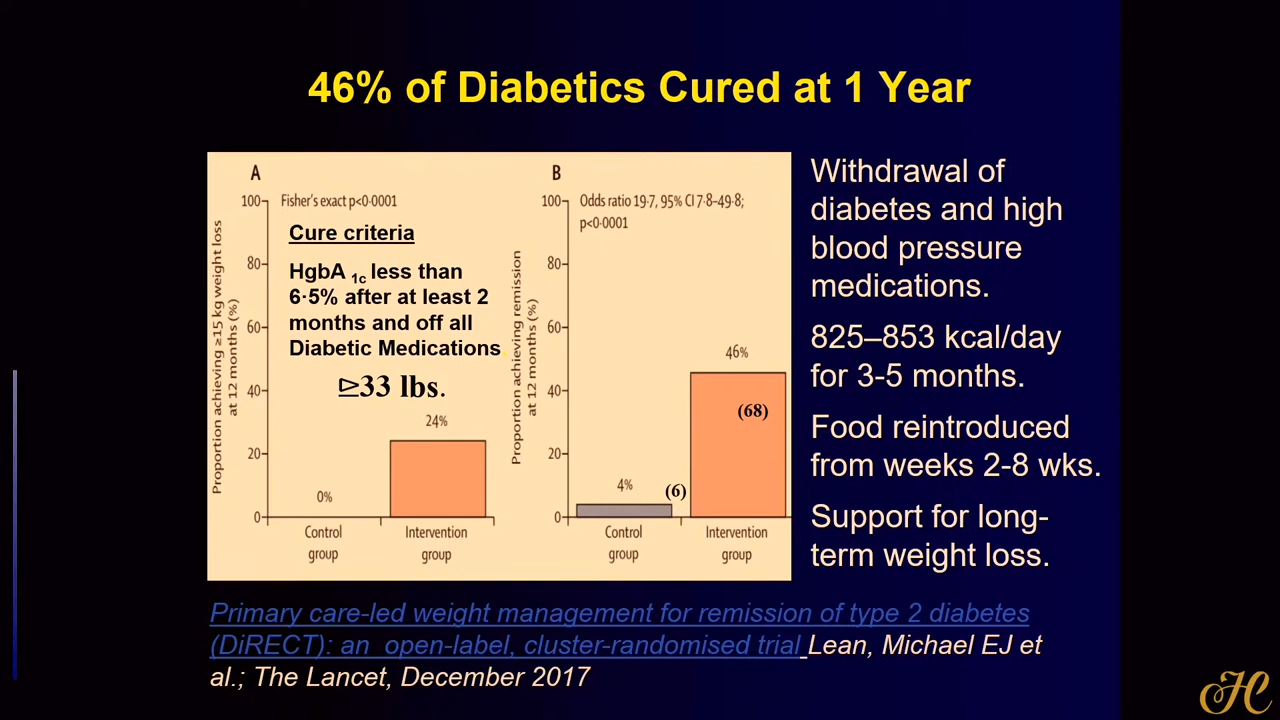 46% of Diabetics Cured at 1 Year
A
100
80
60
40
20
0
Proportion achieving ≥15 kg weight loss
at 12 months (%)
Fisher's exact p<0·0001
Cure criteria
HgbA 1c less than
6·5% after at least 2
months and off all
Diabetic Medications
≥33 lbs.
0%
24%
Control
group
Intervention
group
B
100
80
60
40
20
0
Proportion achieving remission
at 12 months (%)
Odds ratio 19·7, 95% CI 7·8–49·8;
p<0·0001
4%
(6)
46%
(68)
Control
group
Intervention
group
Withdrawal of
diabetes and high
blood pressure
medications.
825–853 kcal/day
for 3-5 months.
Food reintroduced
from weeks 2-8 wks.
Support for long-
term weight loss.
Primary care-led weight management for remission of type 2 diabetes
(DiRECT): an open-label, cluster-randomised trial Lean, Michael EJ et
al.; The Lancet, December 2017
HC